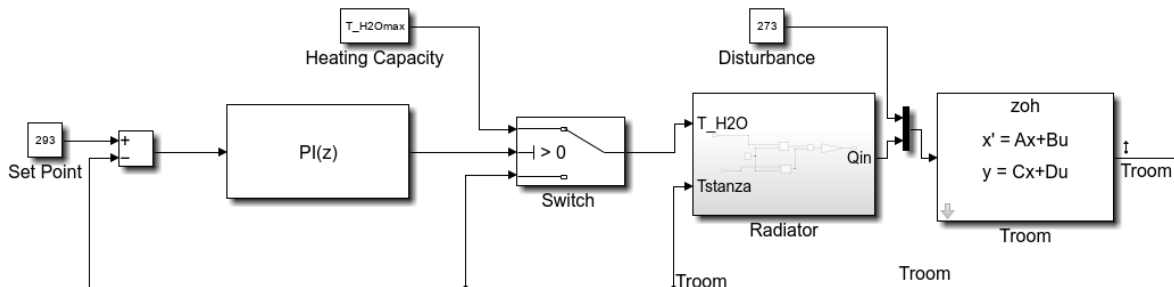 T_H2Omax
Heating Capacity
273
Disturbance
293
Set Point
+
−
PI(z)
> 0
Switch
T_H2O
Tstanza
Qin
Radiator
zoh
x' = Ax+Bu
y = Cx+Du
Troom
Troom
Troom
Troom